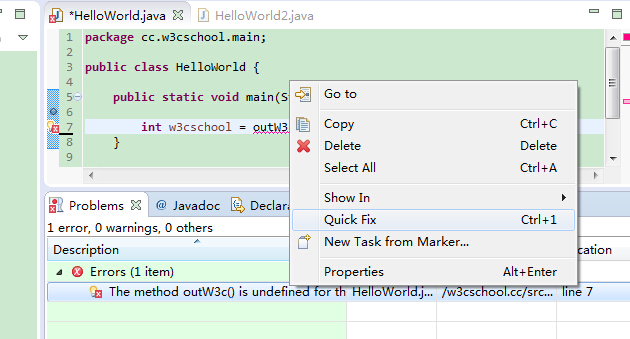 *HelloWorld.java
HelloWorld2.java
1 package cc.w3cschool.main;
2
3 public class HelloWorld {
4
5 public static void main(S
6
7 int w3cschool = outW3
8 }
9
Go to
Copy Ctrl+C
Delete Delete
Select All Ctrl+A
Show In
Quick Fix Ctrl+1
New Task from Marker...
Properties Alt+Enter
Problems @ Javadoc Declara
1 error, 0 warnings, 0 others
Description cation
Errors (1 item)
The method outW3c() is undefined for th HelloWorld.j... /w3cschool.cc/src... line 7